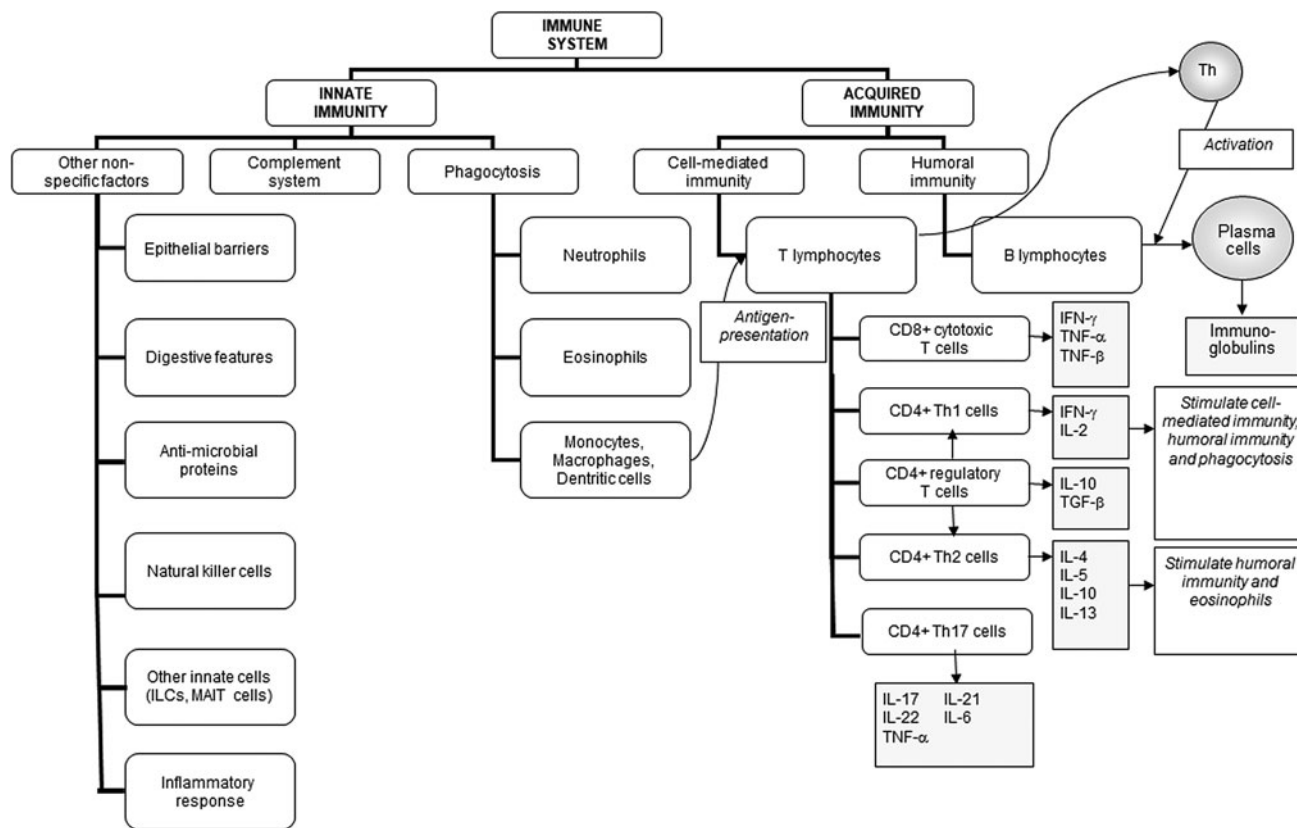 IMMUNE
SYSTEM
INNATE
IMMUNITY
ACQUIRED
IMMUNITY
Th
Activation
Other non-
specific factors
Complement
system
Phagocytosis
Cell-mediated
immunity
Humoral
immunity
Epithelial barriers
Digestive features
Anti-microbial
proteins
Natural killer cells
Other innate cells
(ILCs, MAIT cells)
Inflammatory
response
Neutrophils
Eosinophils
Monocytes,
Macrophages,
Dentritic cells
Antigen-
presentation
T lymphocytes
B lymphocytes
Plasma
cells
Immuno-
globulins
CD8+ cytotoxic
T cells
IFN-γ
TNF-α
TNF-β
CD4+ Th1 cells
IFN-γ
IL-2
Stimulate cell-
mediated immunity,
humoral immunity
and phagocytosis
CD4+ regulatory
T cells
IL-10
TGF-β
CD4+ Th2 cells
IL-4
IL-5
IL-10
IL-13
Stimulate humoral
immunity and
eosinophils
CD4+ Th17 cells
IL-17 IL-21
IL-22 IL-6
TNF-α